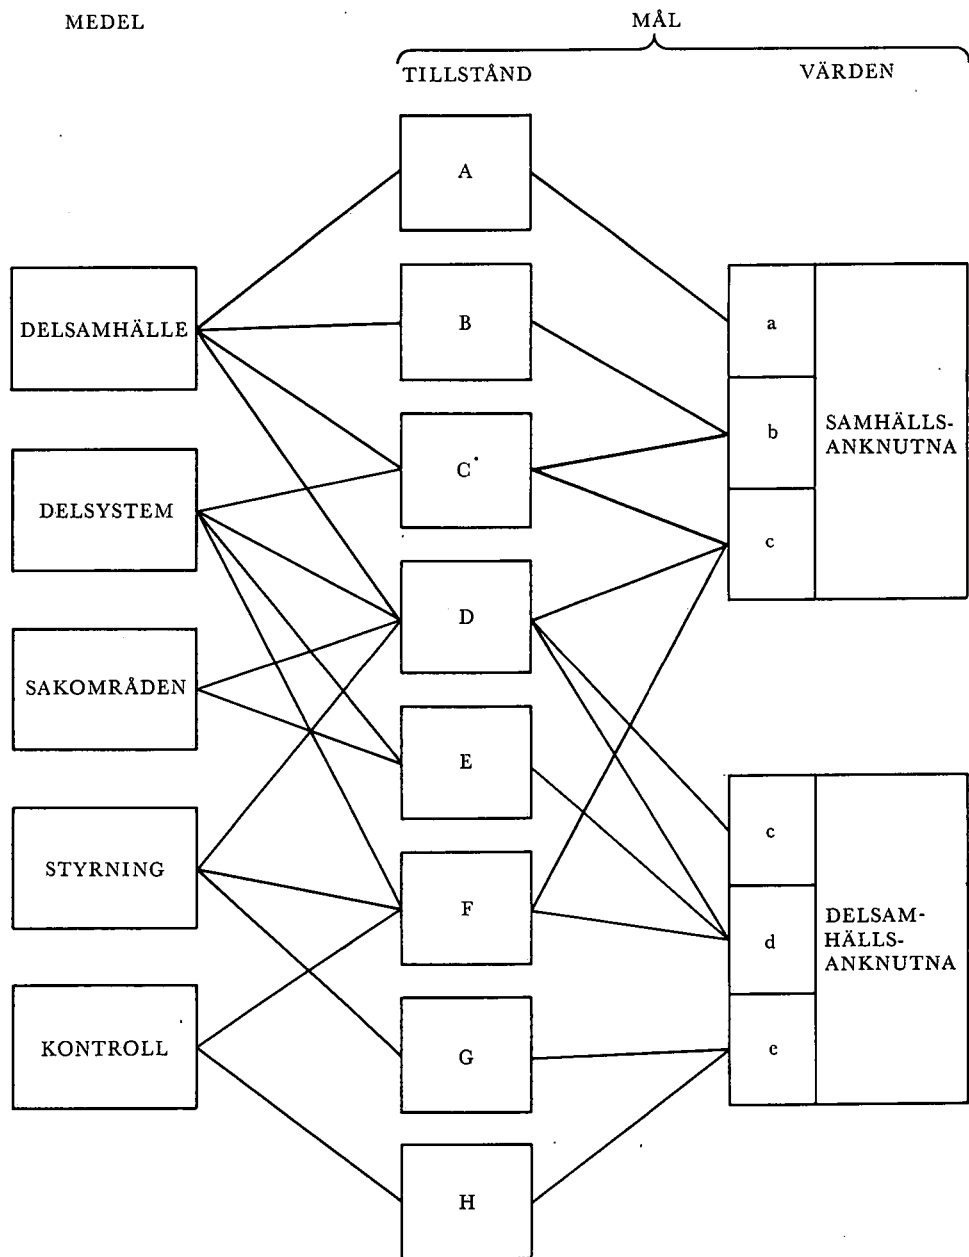 MEDEL
MÅL
TILLSTÅND
VÄRDEN
A
B
C
D
E
F
G
H
DELSAMHÄLLE
DELSYSTEM
SAKOMRÅDEN
STYRNING
KONTROLL
a
b
c
SAMHÄLLS-
ANKNUTNA
c
d
e
DELSAM-
HÄLLS-
ANKNUTNA